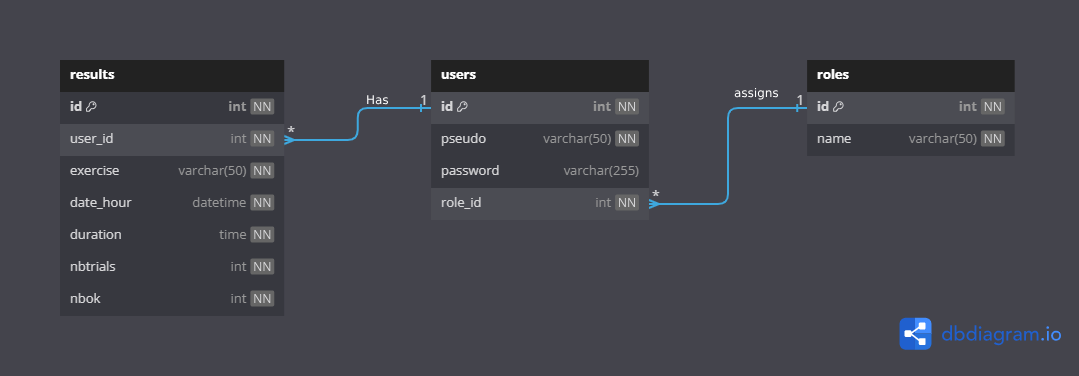 results
id int NN
user_id int NN
exercise varchar(50) NN
date_hour datetime NN
duration time NN
nbtrials int NN
nbok int NN
* Has 1
users
id int NN
pseudo varchar(50) NN
password varchar(255)
role_id int NN
* assigns 1
roles
id int NN
name varchar(50) NN
dbdiagram.io